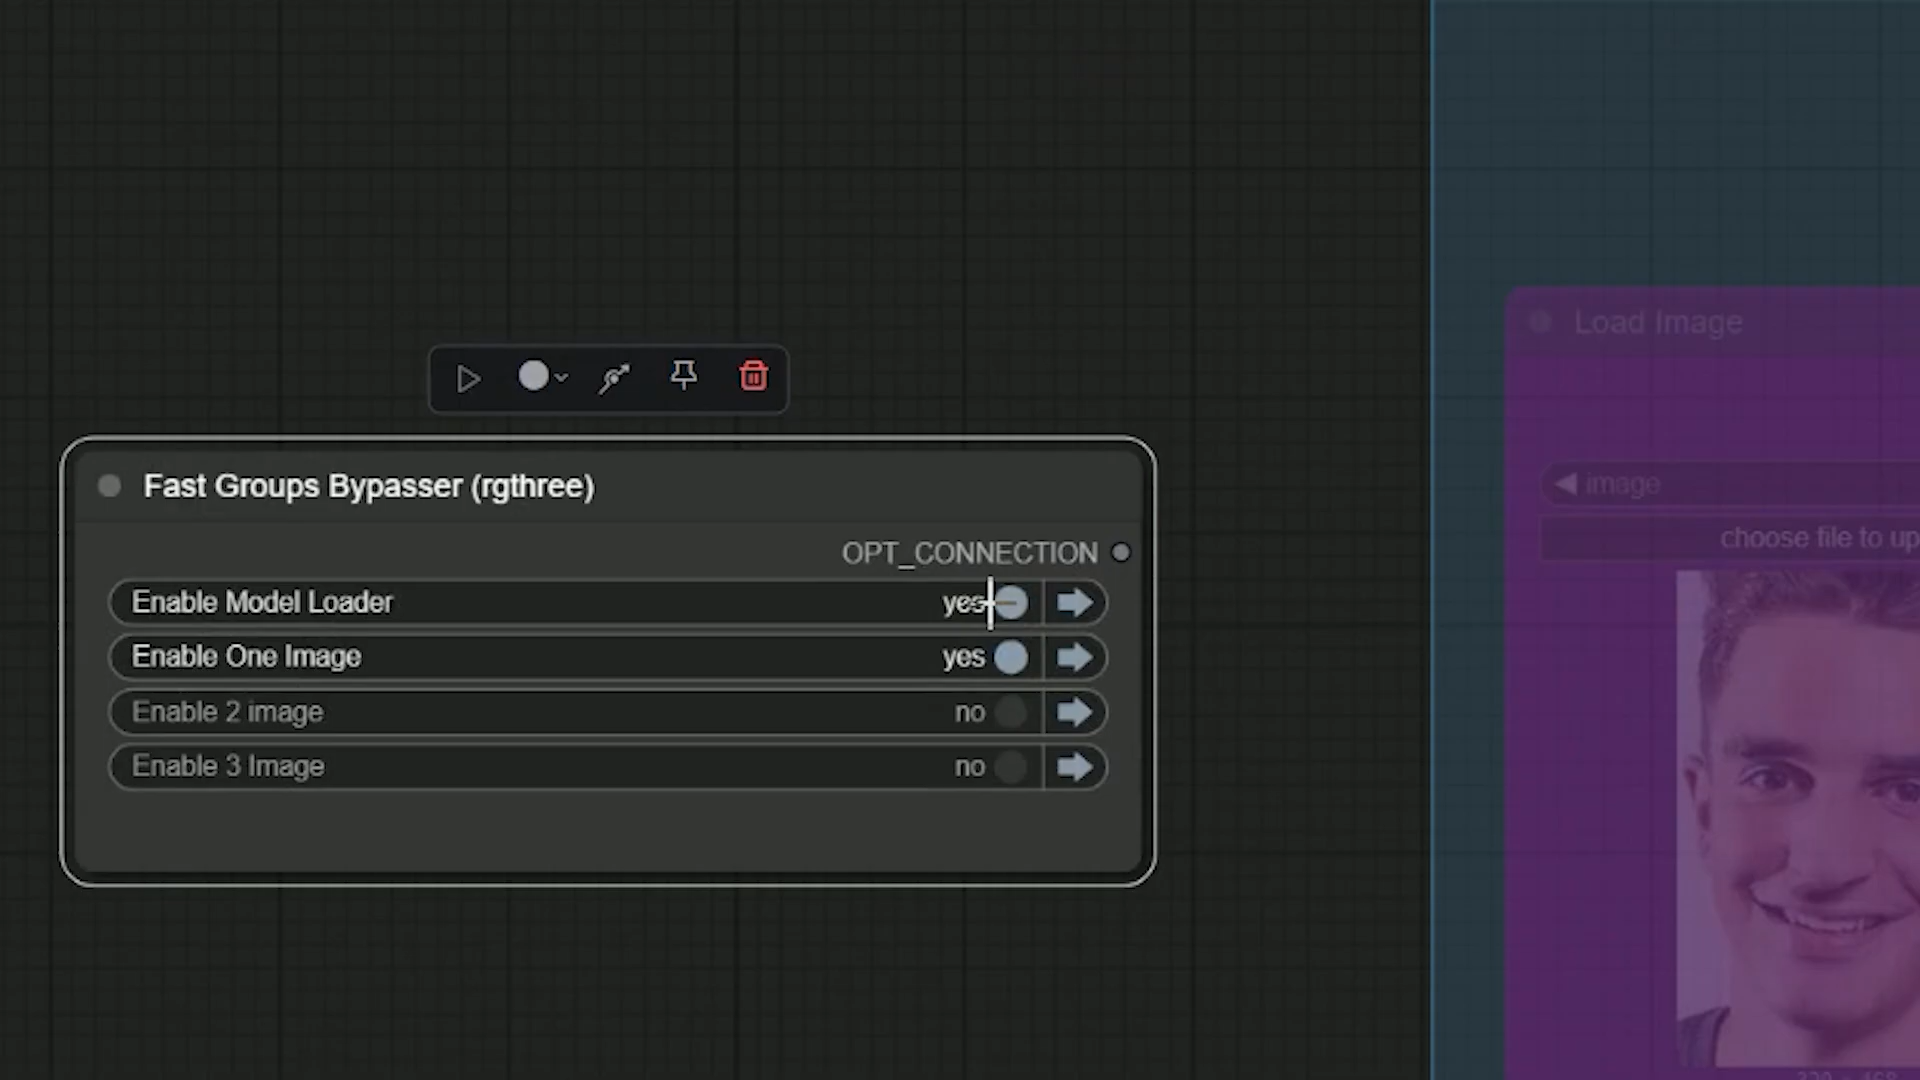 Load Image
Fast Groups Bypasser (rgthree)
image
OPT_CONNECTION
choose file to up
Enable Model Loader yes
Enable One Image yes
Enable 2 image no
Enable 3 Image no